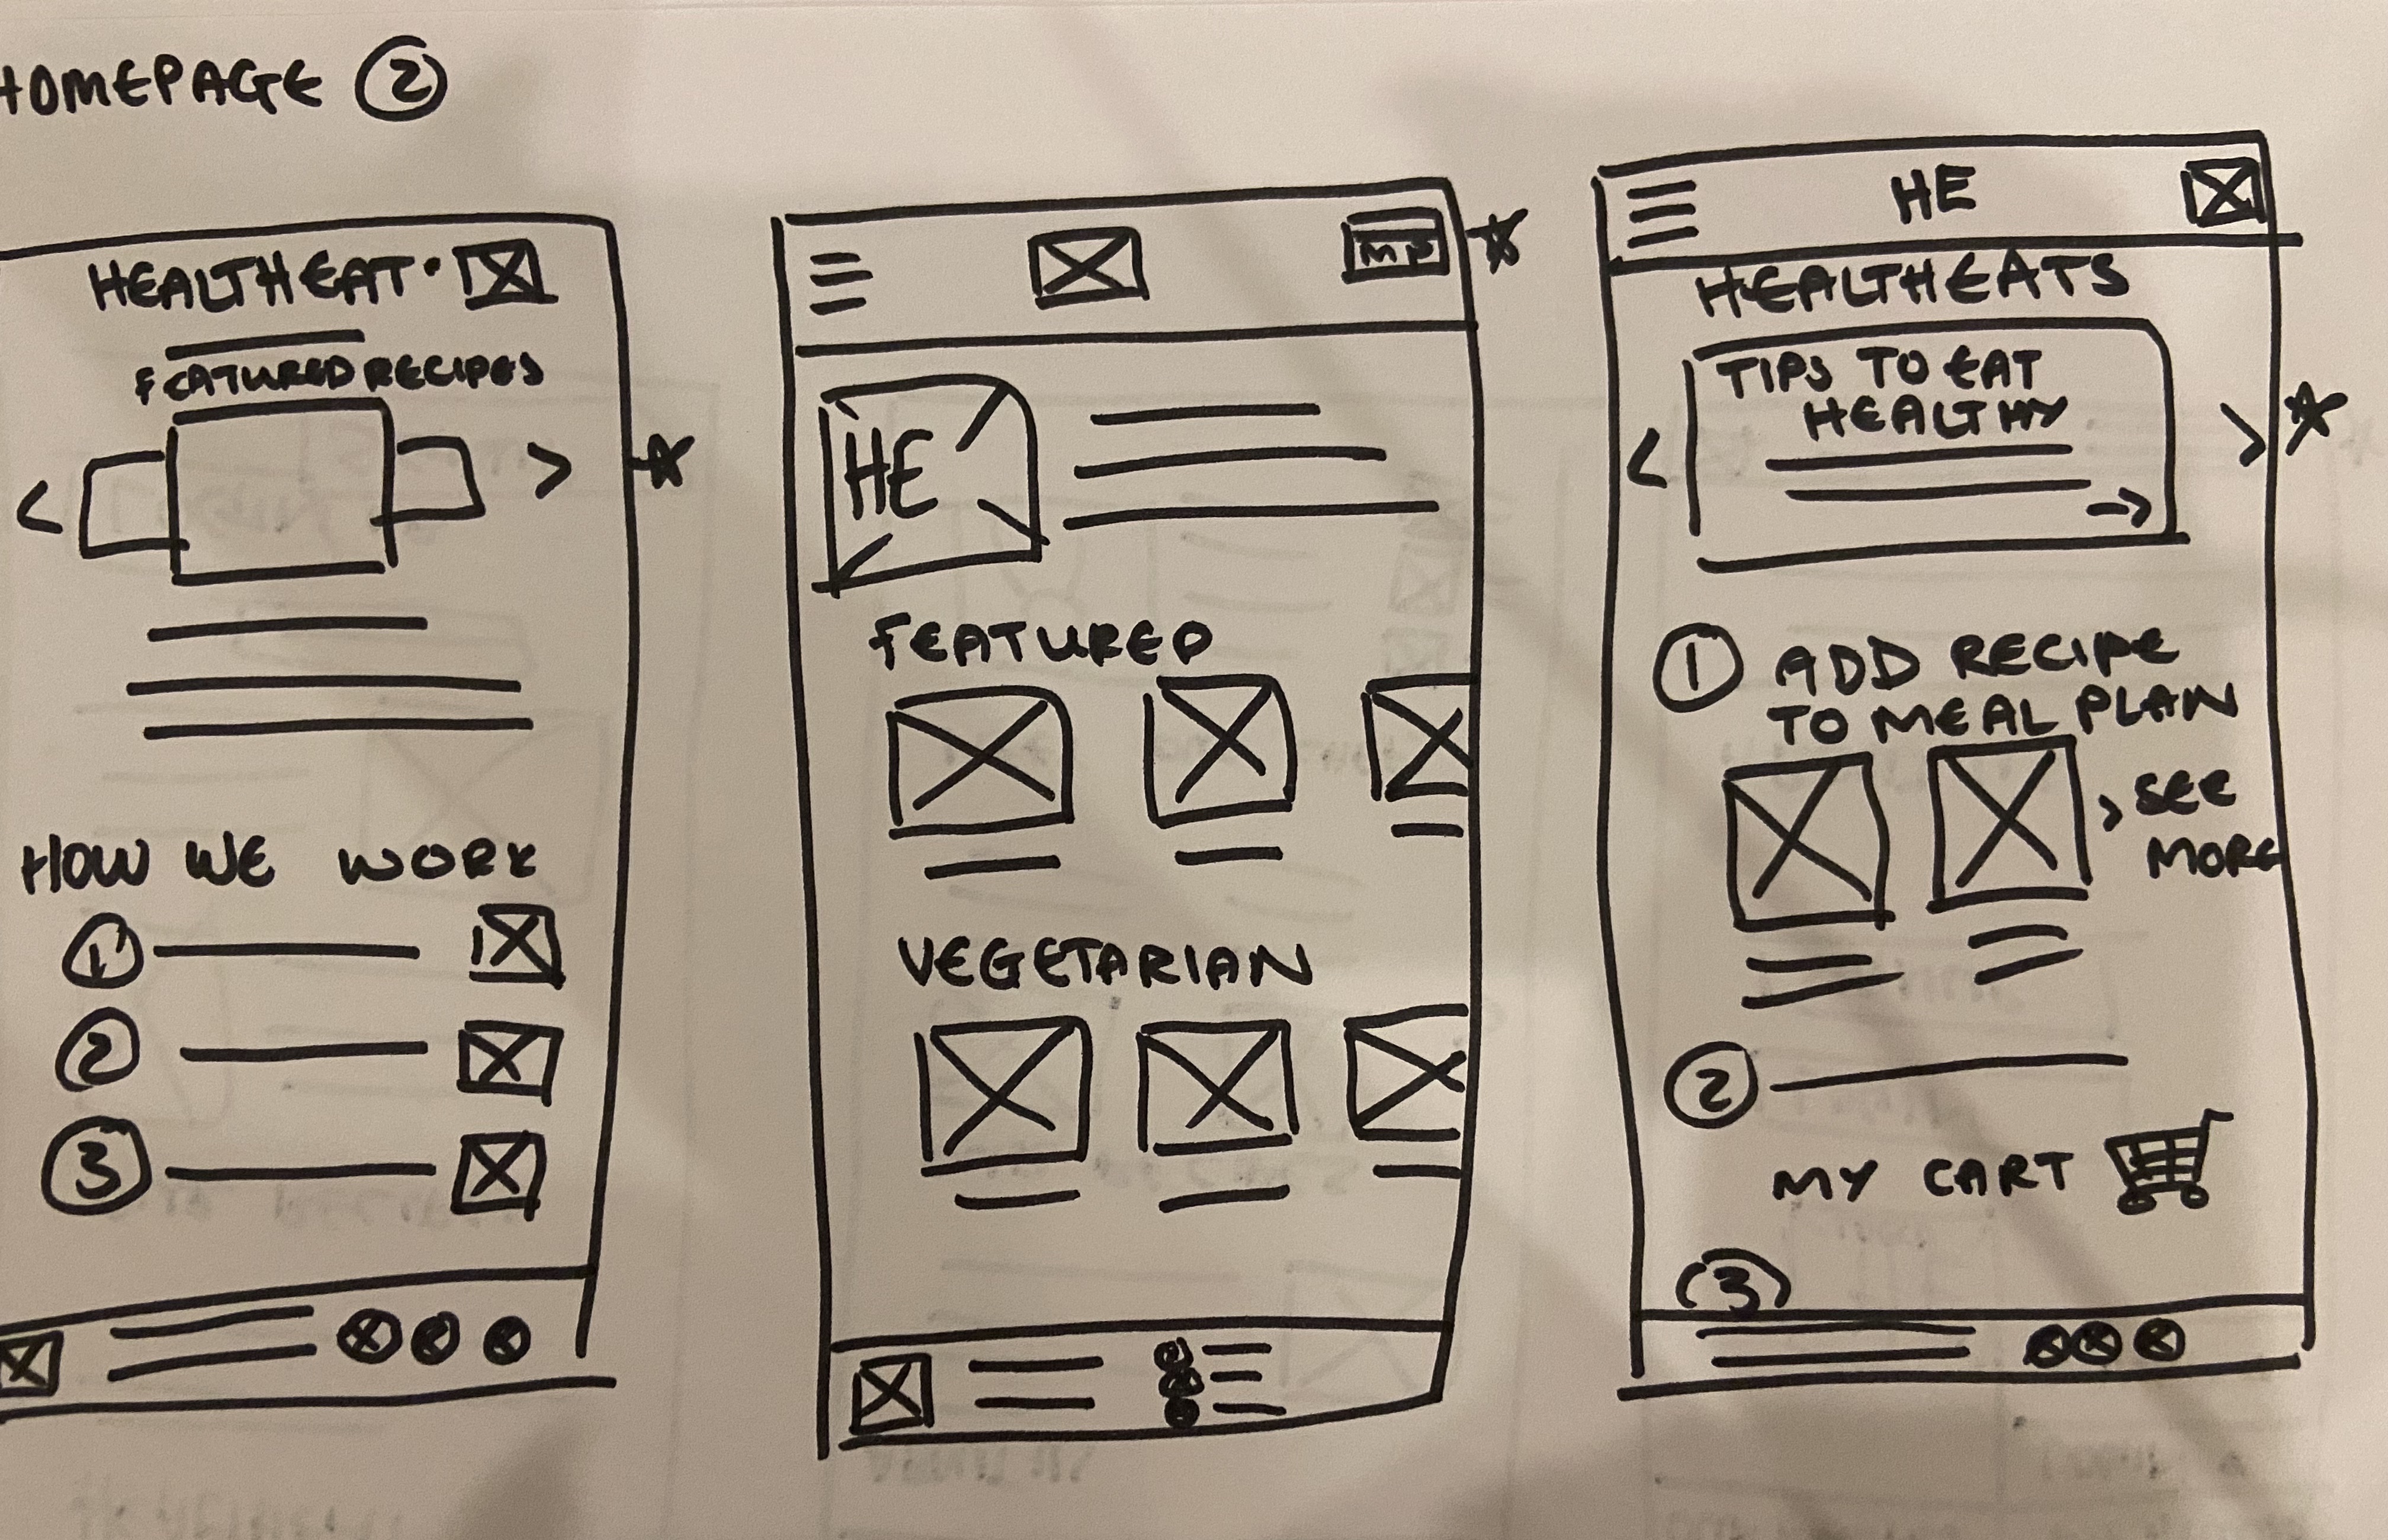 HOMEPAGE 2
HEALTHEAT.
FEATURED RECIPES
HOW WE WORK
1
2
3
HE
FEATURED
VEGETARIAN
HE
HEALTHEATS
TIPS TO EAT
HEALTHY
1 ADD RECIPE
TO MEAL PLAN
> SEE
MORE
2
MY CART
3